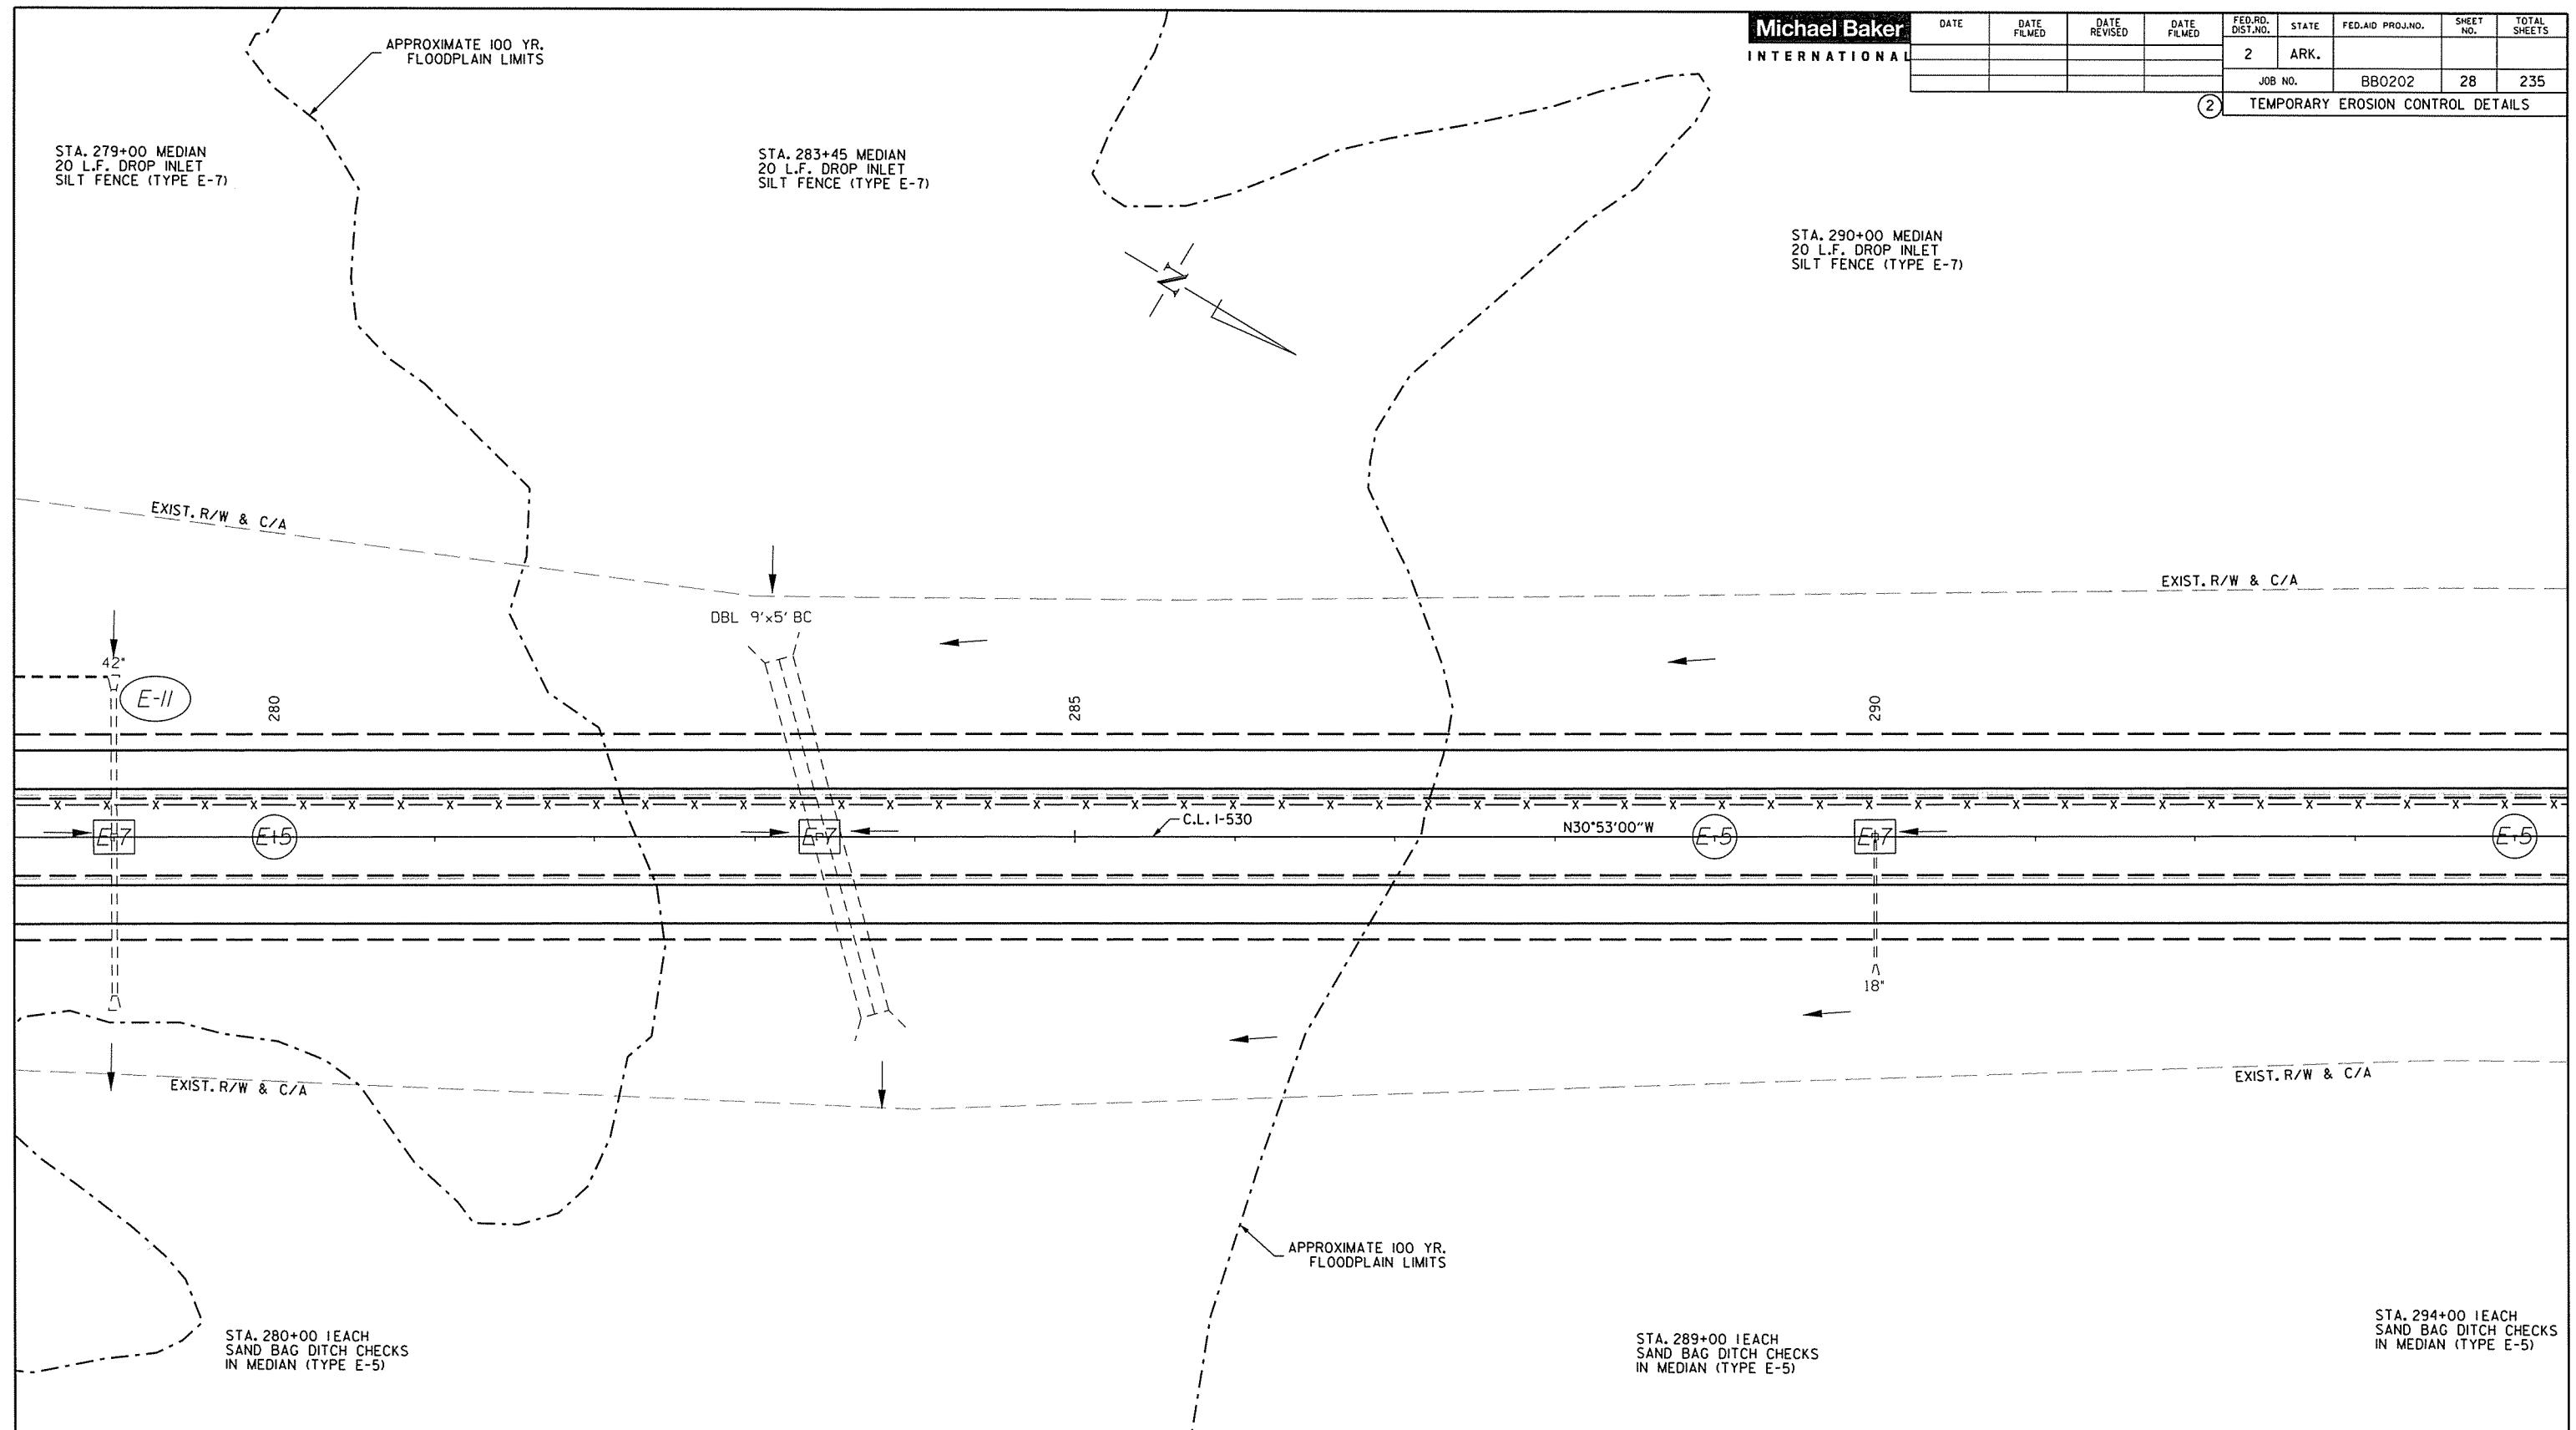 Michael Baker
INTERNATIONAL
DATE
DATE FILMED
DATE REVISED
DATE FILMED
FED.RD. DIST.NO.
STATE
FED.AID PROJ.NO.
SHEET NO.
TOTAL SHEETS
2
ARK.
JOB NO.
BB0202
28
235
2
TEMPORARY EROSION CONTROL DETAILS
APPROXIMATE 100 YR.
FLOODPLAIN LIMITS
STA. 279+00 MEDIAN
20 L.F. DROP INLET
SILT FENCE (TYPE E-7)
STA. 283+45 MEDIAN
20 L.F. DROP INLET
SILT FENCE (TYPE E-7)
STA. 290+00 MEDIAN
20 L.F. DROP INLET
SILT FENCE (TYPE E-7)
N
EXIST. R/W & C/A
EXIST. R/W & C/A
DBL 9'x5' BC
42"
E-11
280
285
290
E-7
E-5
E-7
C.L. I-530
N30°53'00"W
E-5
E-7
E-5
18"
EXIST. R/W & C/A
EXIST. R/W & C/A
APPROXIMATE 100 YR.
FLOODPLAIN LIMITS
STA. 280+00 1 EACH
SAND BAG DITCH CHECKS
IN MEDIAN (TYPE E-5)
STA. 289+00 1 EACH
SAND BAG DITCH CHECKS
IN MEDIAN (TYPE E-5)
STA. 294+00 1 EACH
SAND BAG DITCH CHECKS
IN MEDIAN (TYPE E-5)